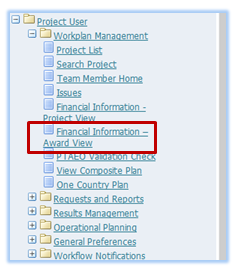 Project User
Workplan Management
Project List
Search Project
Team Member Home
Issues
Financial Information -
Project View
Financial Information –
Award View
PTAEO Validation Check
View Composite Plan
One Country Plan
Requests and Reports
Results Management
Operational Planning
General Preferences
Workflow Notifications